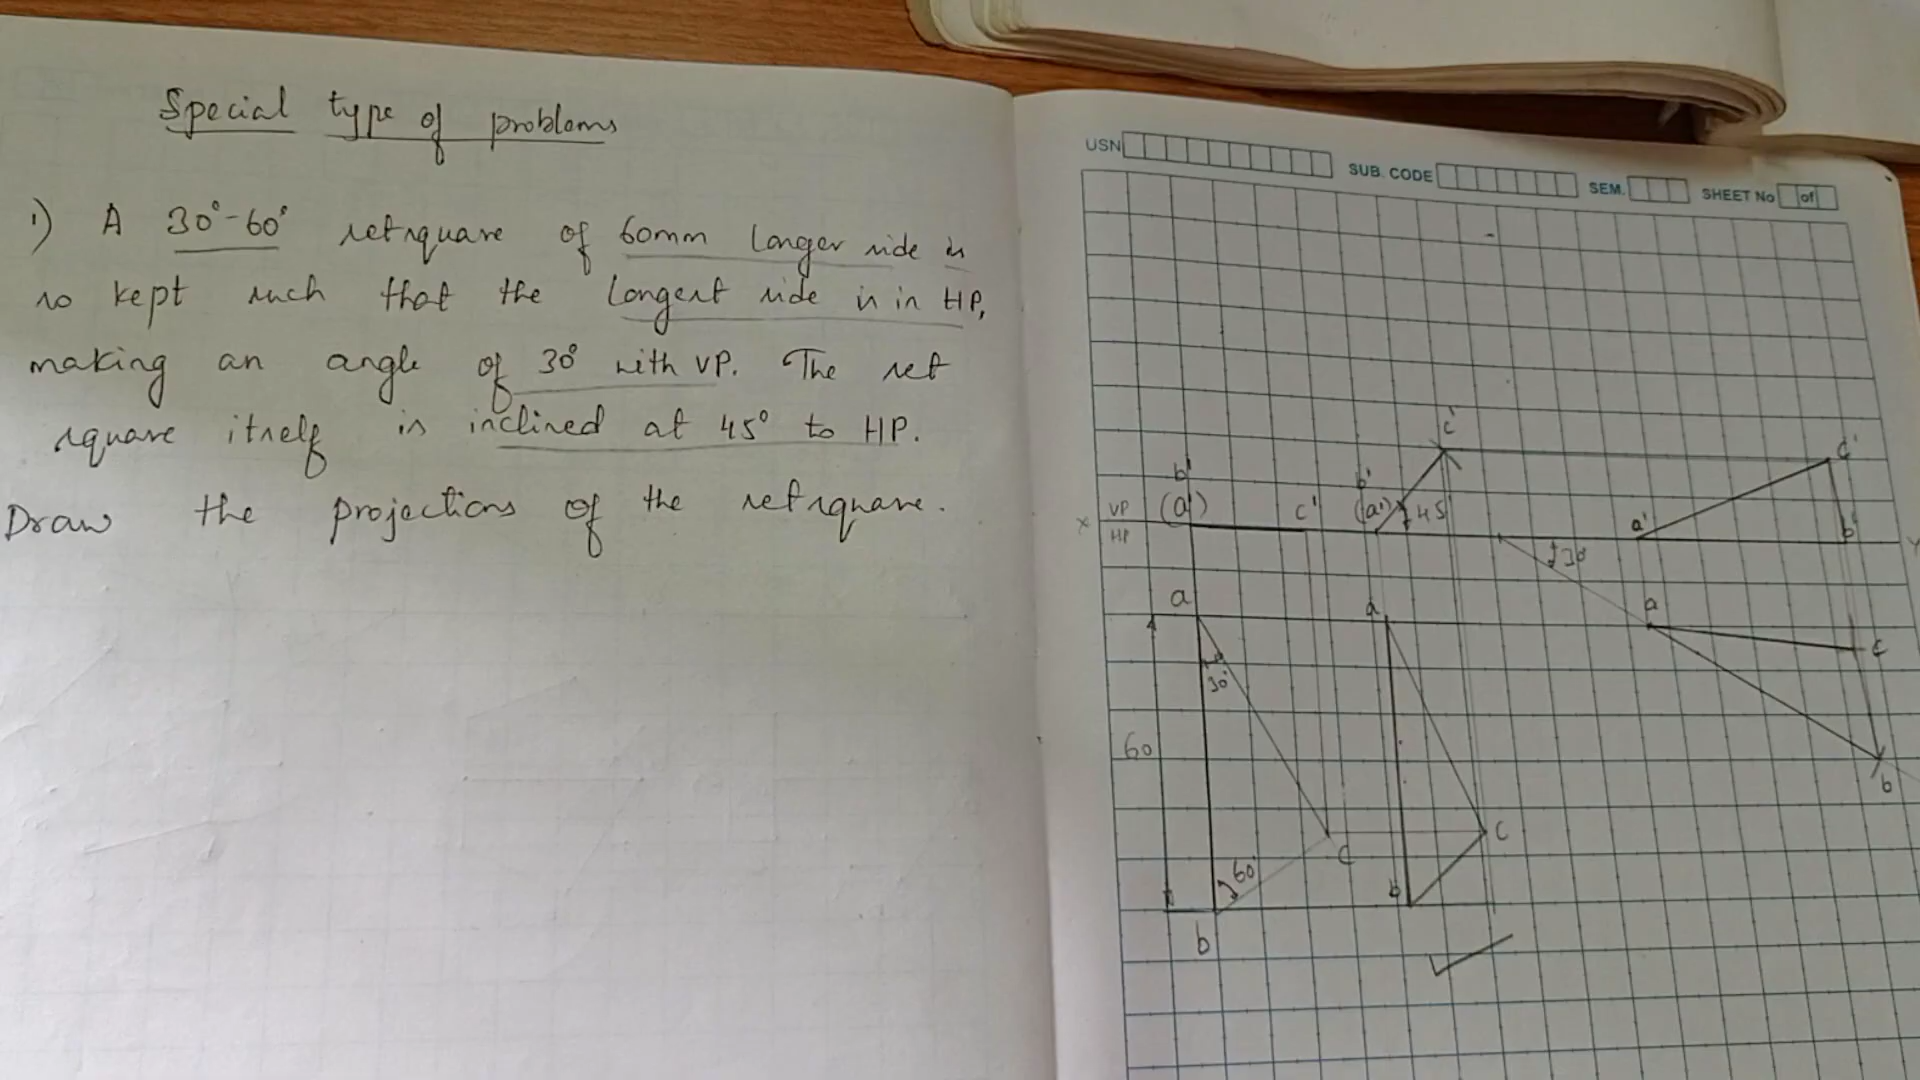 Special type of problems
1) A 30°-60° setsquare of 60mm longer side is
so kept such that the longest side is in HP,
making an angle of 30° with VP. The set
square itself is inclined at 45° to HP.
Draw the projections of the setsquare.
USN SUB. CODE SEM. SHEET No of
c' c'
b' b'
X VP (a') c' (a') 45 a' b' Y
HP 30
a a a
c
30°
60
b
c c
60 b
b